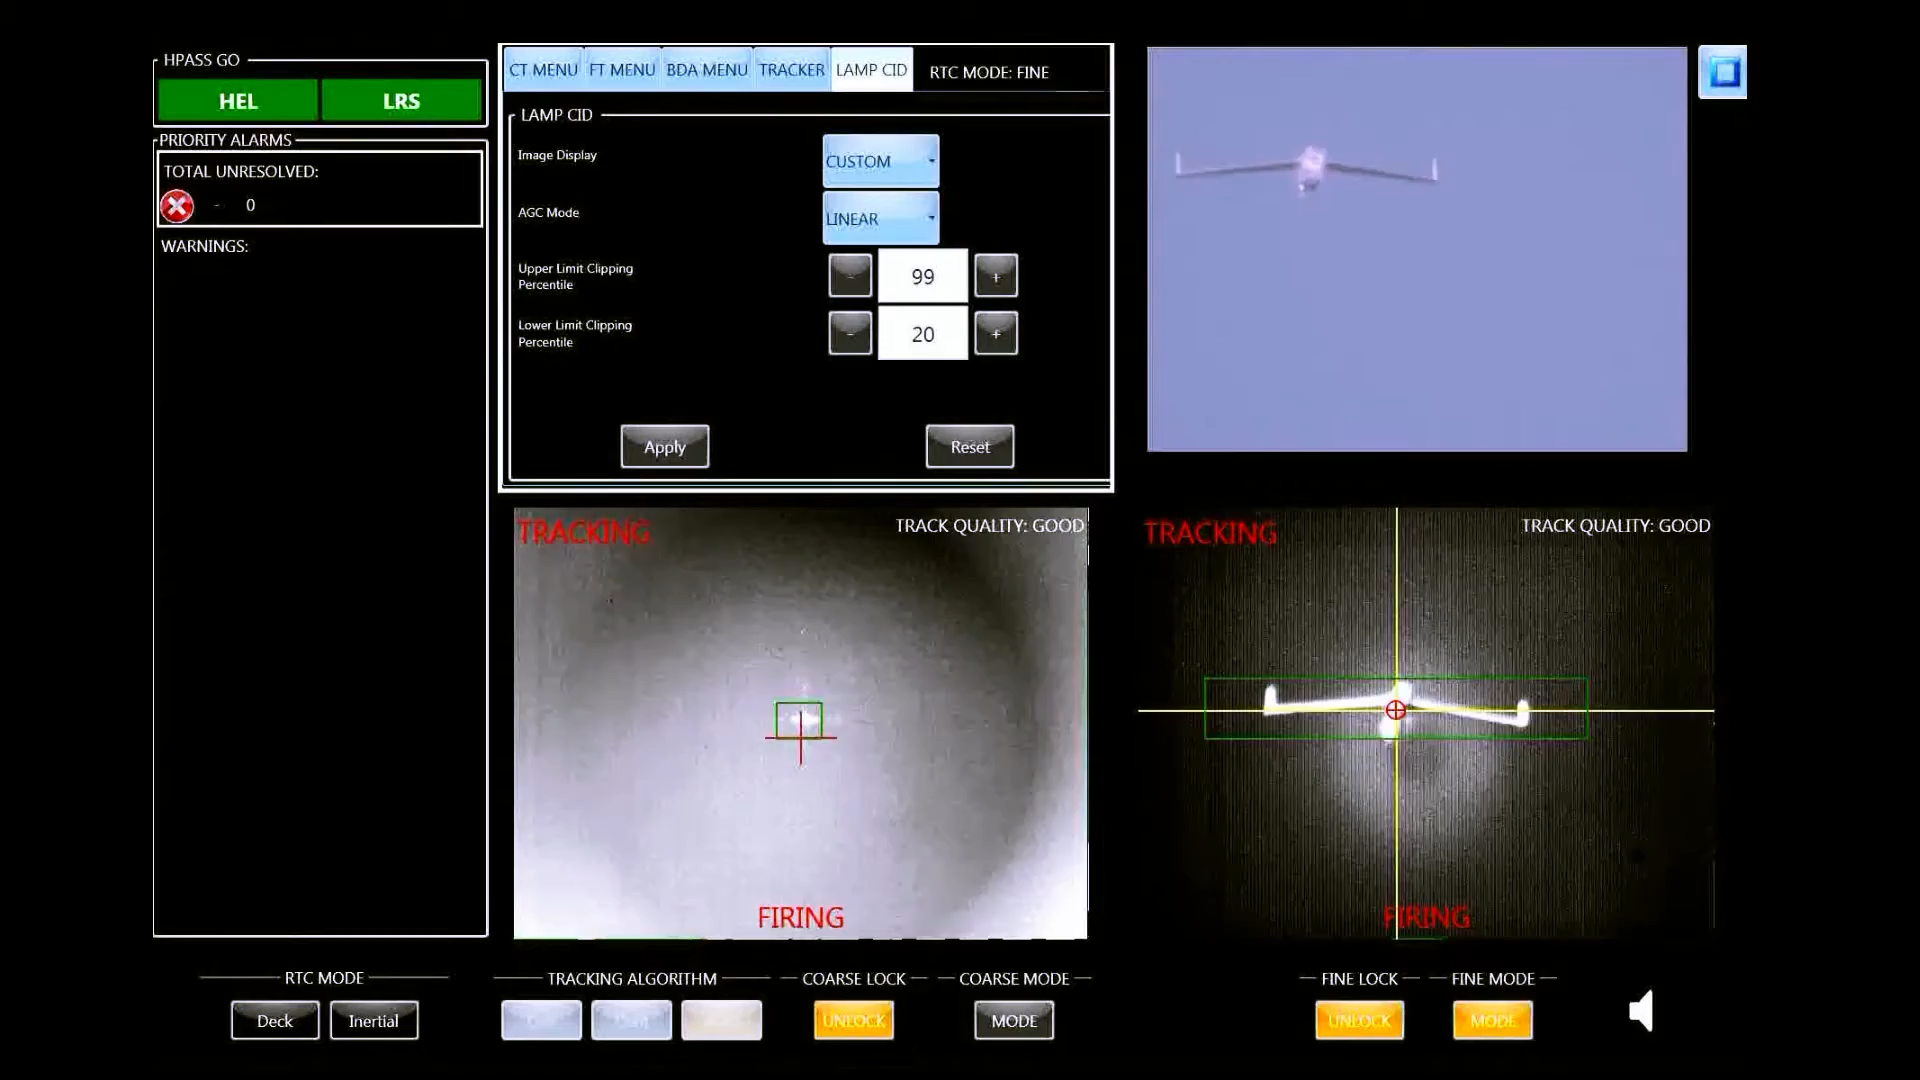 HPASS GO
HEL
LRS
PRIORITY ALARMS
TOTAL UNRESOLVED:
- 0
WARNINGS:
CT MENU
FT MENU
BDA MENU
TRACKER
LAMP CID
RTC MODE: FINE
LAMP CID
Image Display
CUSTOM
AGC Mode
LINEAR
Upper Limit Clipping
Percentile
- 99 +
Lower Limit Clipping
Percentile
- 20 +
Apply
Reset
TRACKING
TRACK QUALITY: GOOD
FIRING
TRACKING
TRACK QUALITY: GOOD
FIRING
RTC MODE
Deck
Inertial
TRACKING ALGORITHM
COARSE LOCK
UNLOCK
COARSE MODE
MODE
FINE LOCK
UNLOCK
FINE MODE
MODE